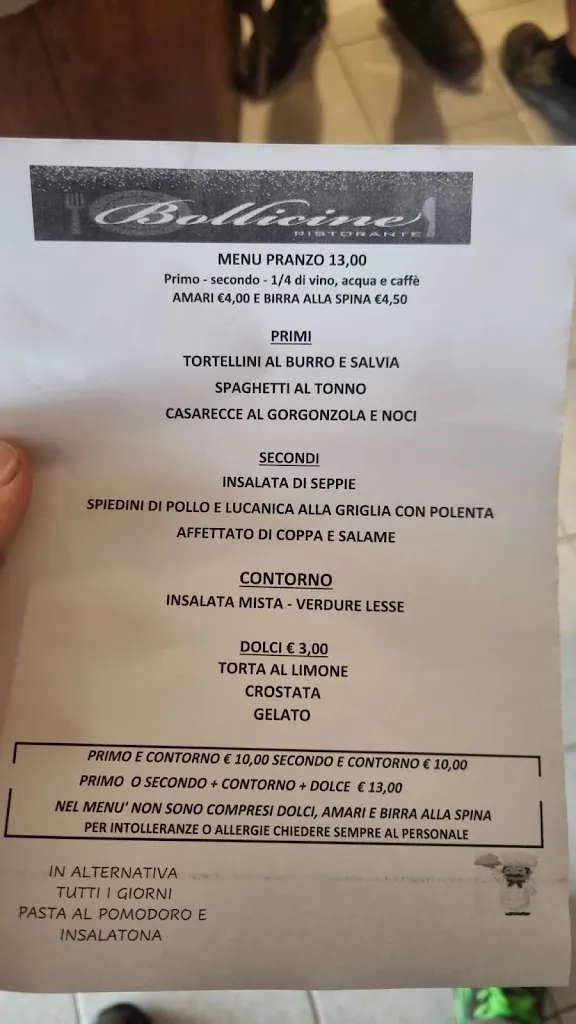 Bollicine
RISTORANTE
MENU PRANZO 13,00
Primo - secondo - 1/4 di vino, acqua e caffè
AMARI €4,00 E BIRRA ALLA SPINA €4,50
PRIMI
TORTELLINI AL BURRO E SALVIA
SPAGHETTI AL TONNO
CASARECCE AL GORGONZOLA E NOCI
SECONDI
INSALATA DI SEPPIE
SPIEDINI DI POLLO E LUCANICA ALLA GRIGLIA CON POLENTA
AFFETTATO DI COPPA E SALAME
CONTORNO
INSALATA MISTA - VERDURE LESSE
DOLCI € 3,00
TORTA AL LIMONE
CROSTATA
GELATO
PRIMO E CONTORNO € 10,00 SECONDO E CONTORNO € 10,00
PRIMO O SECONDO + CONTORNO + DOLCE € 13,00
NEL MENU' NON SONO COMPRESI DOLCI, AMARI E BIRRA ALLA SPINA
PER INTOLLERANZE O ALLERGIE CHIEDERE SEMPRE AL PERSONALE
IN ALTERNATIVA
TUTTI I GIORNI
PASTA AL POMODORO E
INSALATONA